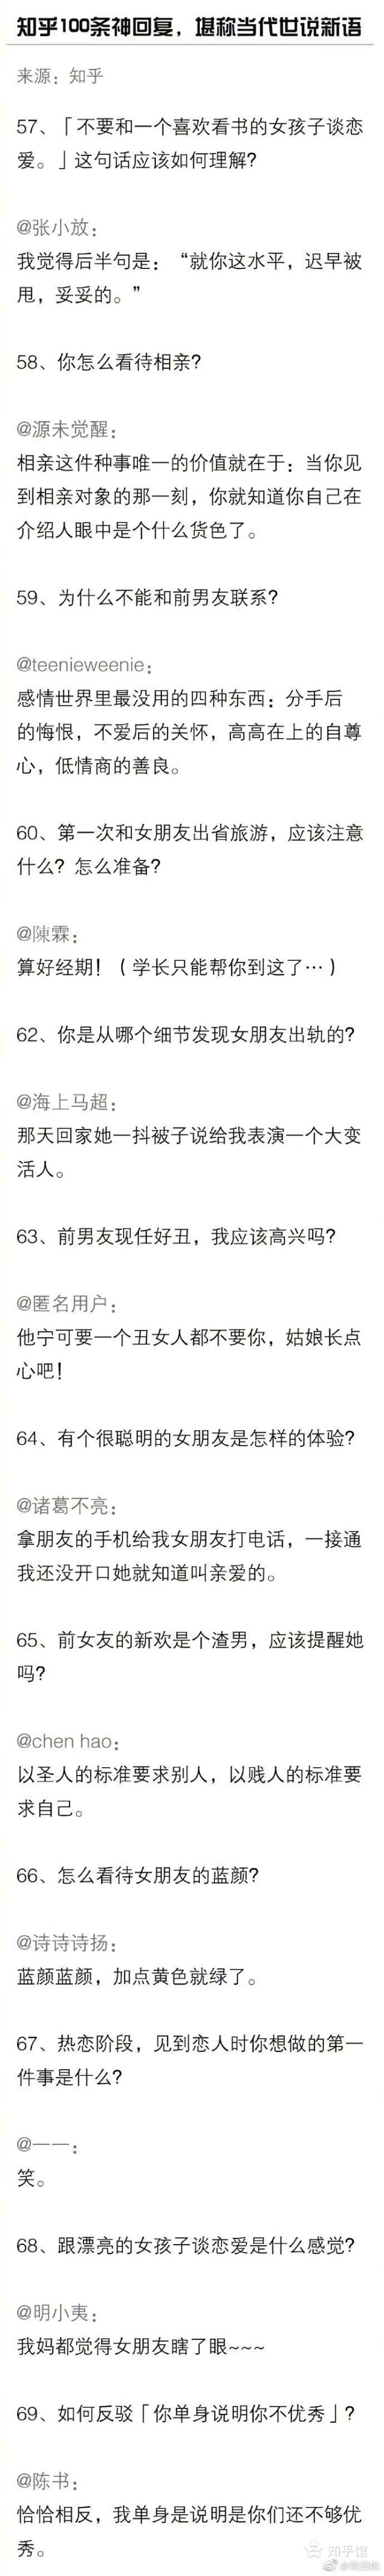 知乎100条神回复，堪称当代世说新语
来源：知乎
57、「不要和一个喜欢看书的女孩子谈恋
爱。」这句话应该如何理解？
@张小放：
我觉得后半句是：“就你这水平，迟早被
甩，妥妥的。”
58、你怎么看待相亲？
@源未觉醒：
相亲这件种事唯一的价值就在于：当你见
到相亲对象的那一刻，你就知道你自己在
介绍人眼中是个什么货色了。
59、为什么不能和前男友联系？
@teenieweenie：
感情世界里最没用的四种东西：分手后
的悔恨，不爱后的关怀，高高在上的自尊
心，低情商的善良。
60、第一次和女朋友出省旅游，应该注意
什么？怎么准备？
@陳霖：
算好经期！（学长只能帮你到这了…）
62、你是从哪个细节发现女朋友出轨的？
@海上马超：
那天回家她一抖被子说给我表演一个大变
活人。
63、前男友现任好丑，我应该高兴吗？
@匿名用户：
他宁可要一个丑女人都不要你，姑娘长点
心吧！
64、有个很聪明的女朋友是怎样的体验？
@诸葛不亮：
拿朋友的手机给我女朋友打电话，一接通
我还没开口她就知道叫亲爱的。
65、前女友的新欢是个渣男，应该提醒她
吗？
@chen hao：
以圣人的标准要求别人，以贱人的标准要
求自己。
66、怎么看待女朋友的蓝颜？
@诗诗诗扬：
蓝颜蓝颜，加点黄色就绿了。
67、热恋阶段，见到恋人时你想做的第一
件事是什么？
@一一：
笑。
68、跟漂亮的女孩子谈恋爱是什么感觉？
@明小夷：
我妈都觉得女朋友瞎了眼~~~
69、如何反驳「你单身说明你不优秀」？
@陈书：
恰恰相反，我单身是说明是你们还不够优
秀。
知乎馆